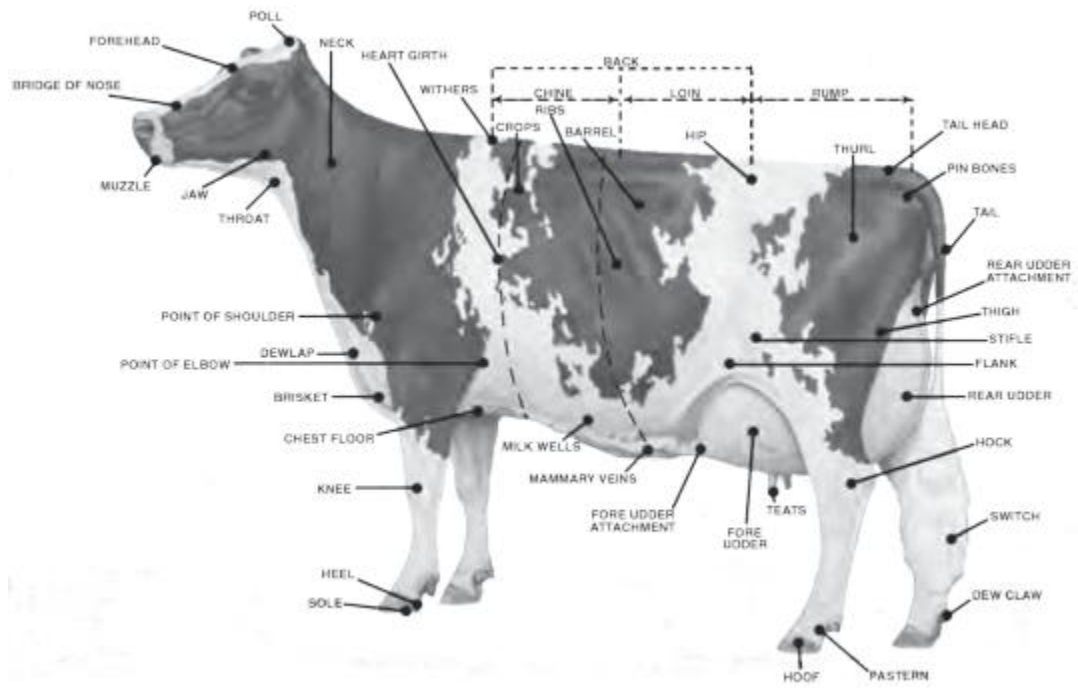 POLL
FOREHEAD
NECK
HEART GIRTH
BACK
BRIDGE OF NOSE
WITHERS
CHINE
LOIN
RUMP
RIBS
CROPS
BARREL
HIP
TAIL HEAD
THURL
PIN BONES
MUZZLE
JAW
THROAT
TAIL
REAR UDDER
ATTACHMENT
POINT OF SHOULDER
THIGH
STIFLE
DEWLAP
POINT OF ELBOW
FLANK
BRISKET
REAR UDDER
CHEST FLOOR
MILK WELLS
HOCK
MAMMARY VEINS
KNEE
FORE UDDER
ATTACHMENT
TEATS
FORE
UDDER
SWITCH
HEEL
SOLE
DEW CLAW
HOOF
PASTERN